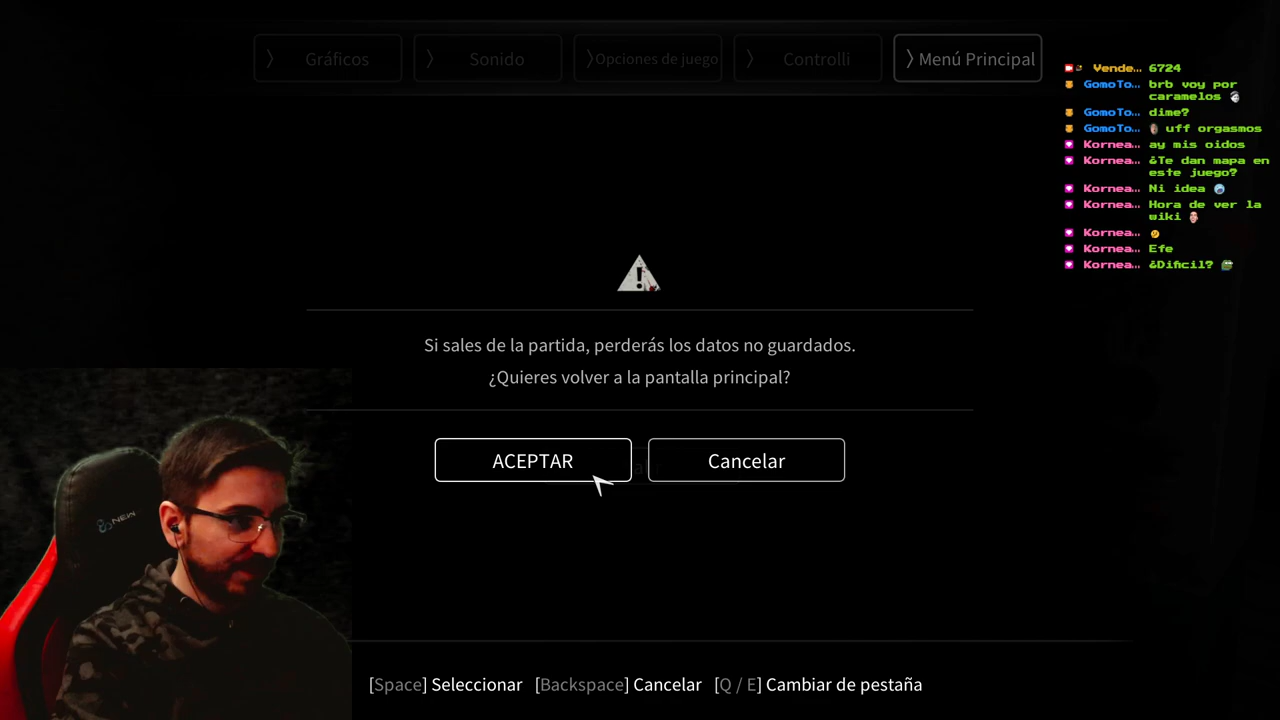 Gráficos
Sonido
Opciones de juego
Controlli
Menú Principal
Vende... 6724
GomoTo... brb voy por
caramelos
GomoTo... dime?
GomoTo... uff orgasmos
Kornea... ay mis oidos
Kornea... ¿Te dan mapa en
este juego?
Kornea... Ni idea
Kornea... Hora de ver la
wiki
Kornea...
Kornea... Efe
Kornea... ¿Dificil?
Si sales de la partida, perderás los datos no guardados.
¿Quieres volver a la pantalla principal?
ACEPTAR
Cancelar
NEW
[Space] Seleccionar [Backspace] Cancelar [Q / E] Cambiar de pestaña